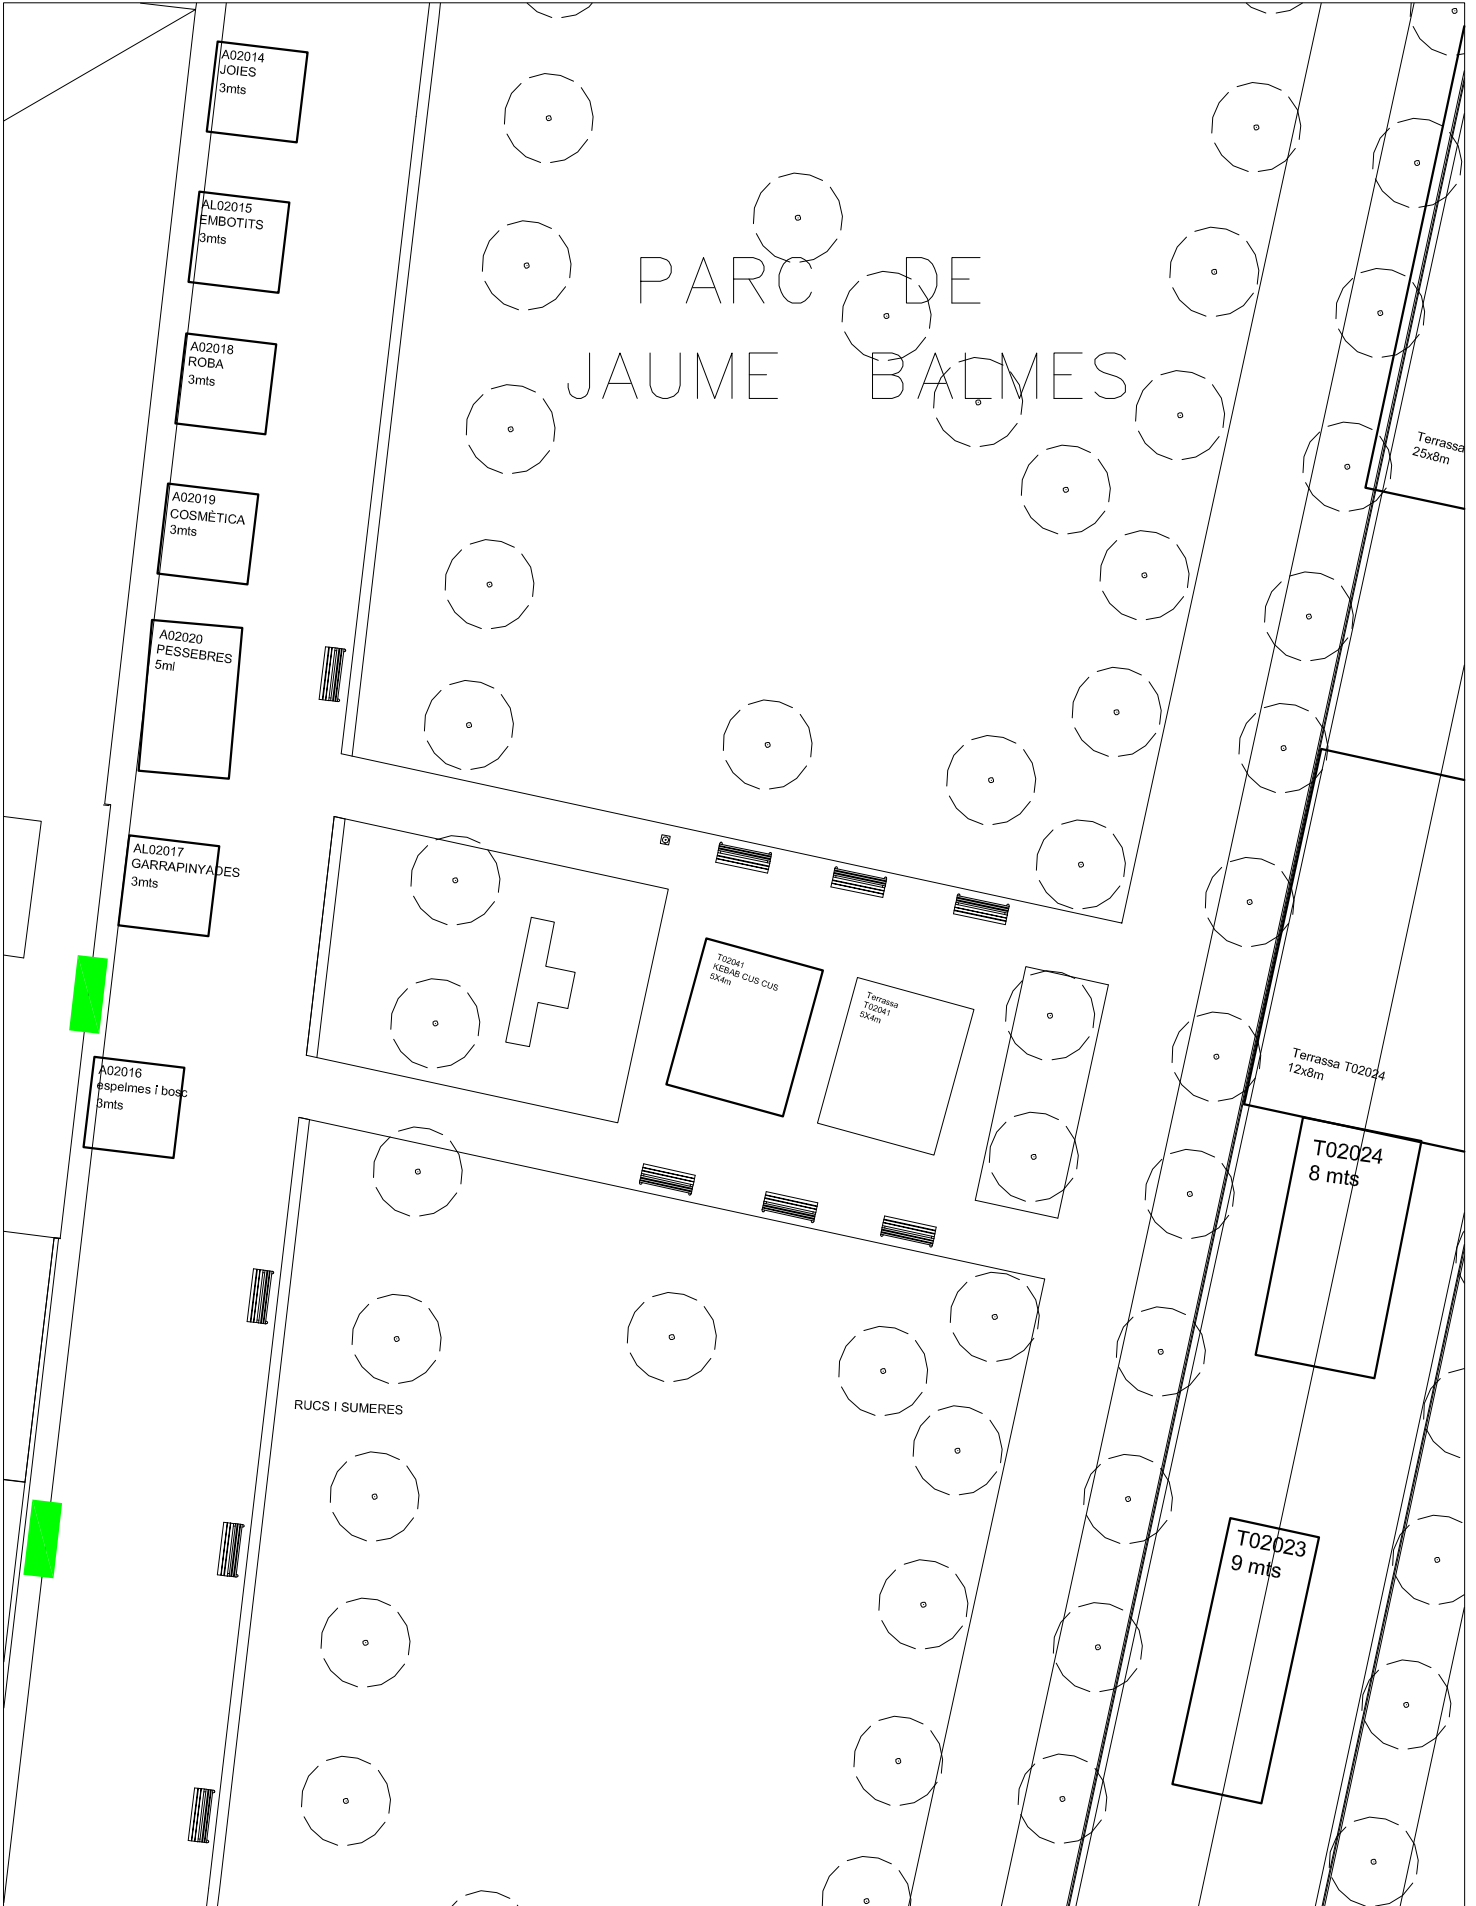 A02014
JOIES
3mts
AL02015
EMBOTITS
3mts
PARC DE
JAUME BALMES
A02018
ROBA
3mts
Terrassa
25x8m
A02019
COSMÈTICA
3mts
A02020
PESSEBRES
5ml
AL02017
GARRAPINYADES
3mts
T02041
KEBAB CUS CUS
5X4m
Terrassa
T02041
5X4m
A02016
espelmes i bosc
3mts
Terrassa T02024
12x8m
T02024
8 mts
RUCS I SUMERES
T02023
9 mts